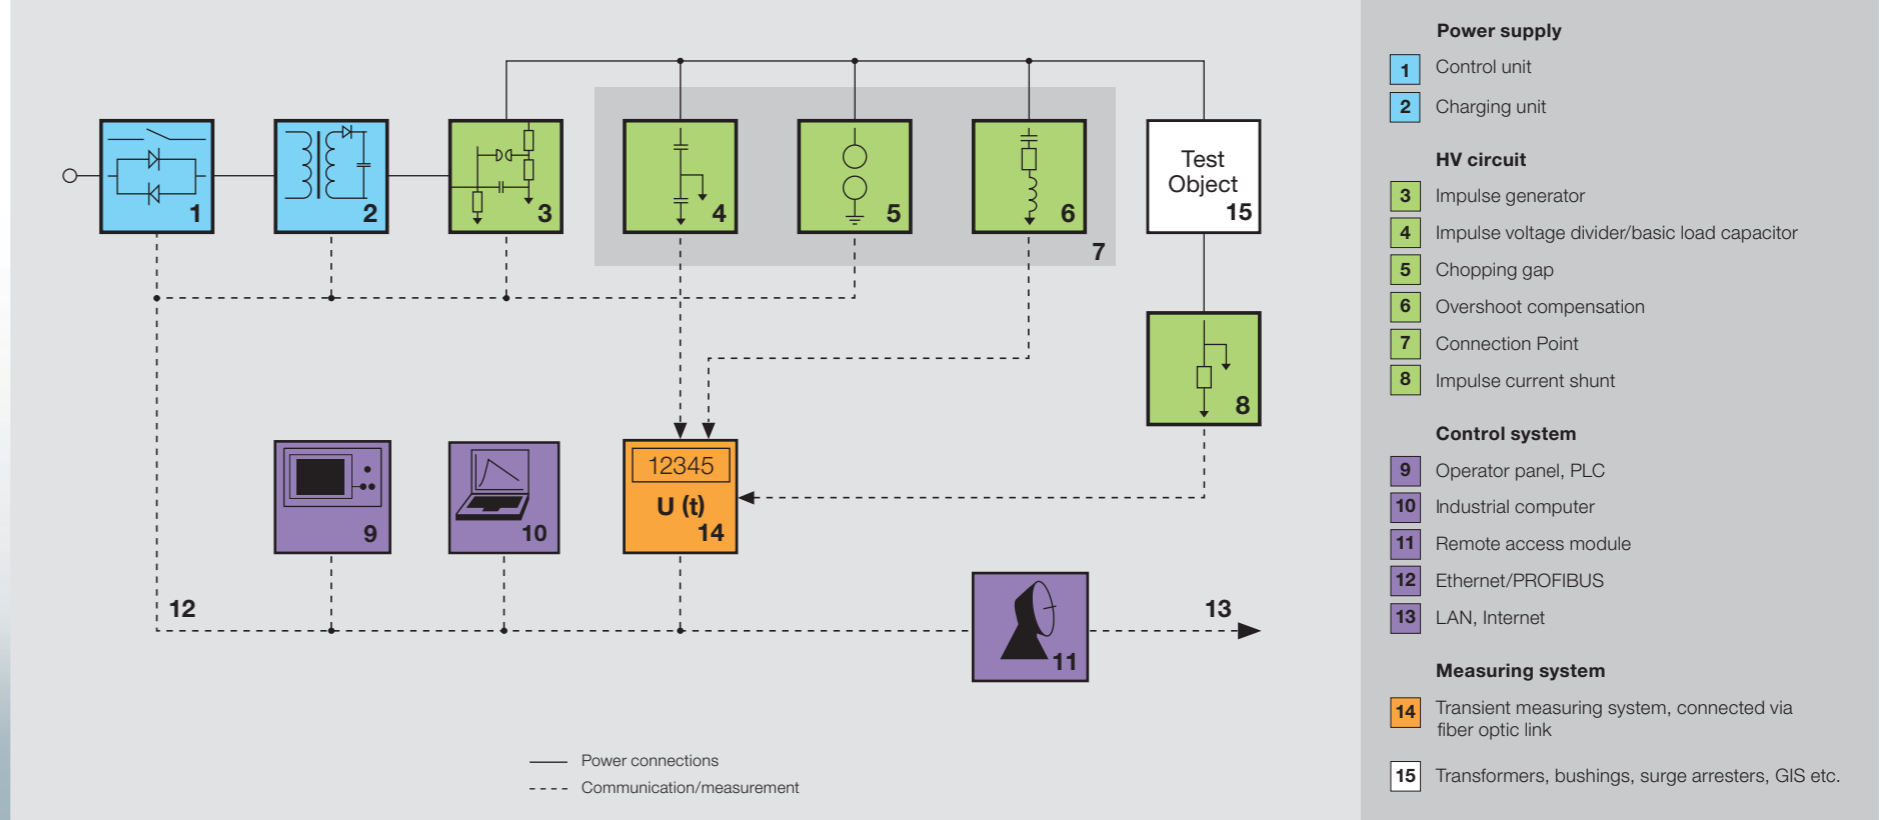 1
2
3
4
5
6
7
Test
Object
15
8
9
10
12345
U (t)
14
12
11
13
Power connections
Communication/measurement
Power supply
1 Control unit
2 Charging unit
HV circuit
3 Impulse generator
4 Impulse voltage divider/basic load capacitor
5 Chopping gap
6 Overshoot compensation
7 Connection Point
8 Impulse current shunt
Control system
9 Operator panel, PLC
10 Industrial computer
11 Remote access module
12 Ethernet/PROFIBUS
13 LAN, Internet
Measuring system
14 Transient measuring system, connected via
fiber optic link
15 Transformers, bushings, surge arresters, GIS etc.